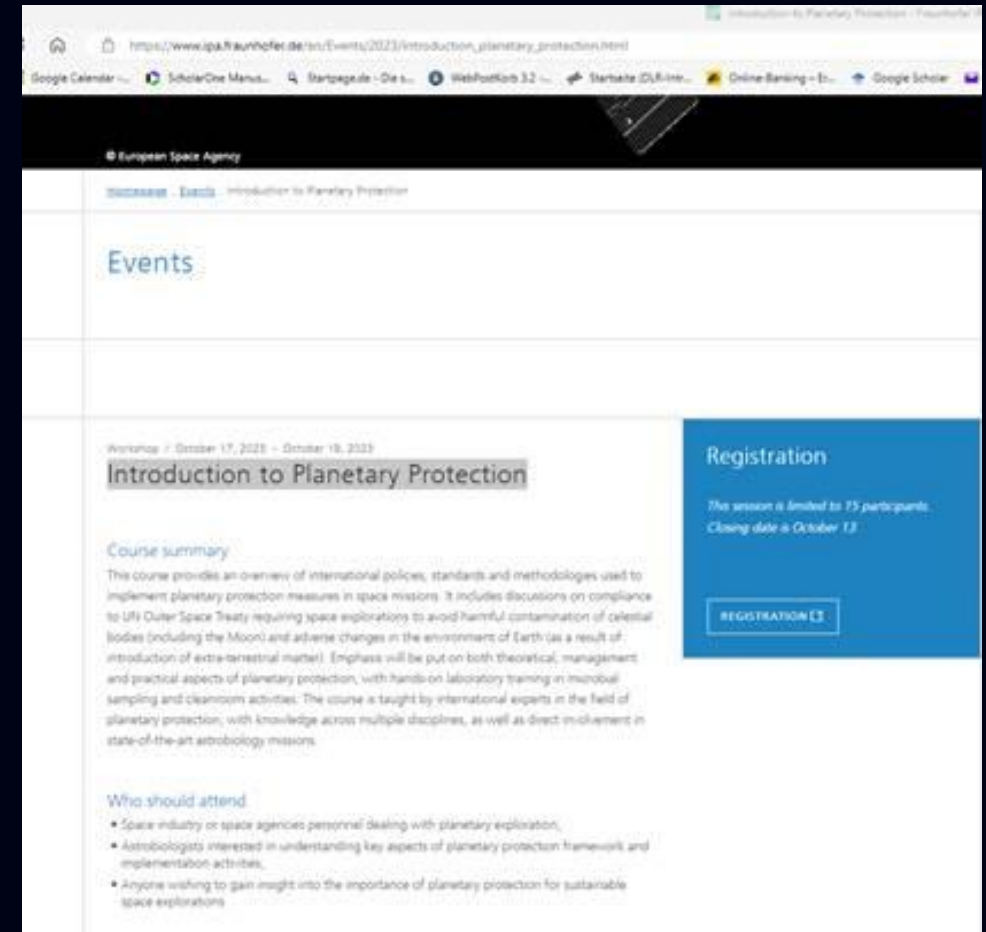 Introduction to Planetary Protection - Fraunhofer
https://www.ipa.fraunhofer.de/en/Events/2023/introduction_planetary_protection.html
Google Calendar -... ScholarOne Manus... Startpage.de - Die s... WebPostKorb 3.2 -... Startseite (DLR-Intr... Online-Banking – Er... Google Scholar
© European Space Agency
Homepage Events Introduction to Planetary Protection
Events
Workshop / October 17, 2023 – October 19, 2023
Introduction to Planetary Protection
Course summary
This course provides an overview of international policies, standards and methodologies used to
implement planetary protection measures in space missions. It includes discussions on compliance
to UN Outer Space Treaty requiring space explorations to avoid harmful contamination of celestial
bodies (including the Moon) and adverse changes in the environment of Earth (as a result of
introduction of extra-terrestrial matter). Emphasis will be put on both theoretical, management
and practical aspects of planetary protection, with hands-on laboratory training in microbial
sampling and cleanroom activities. The course is taught by international experts in the field of
planetary protection, with knowledge across multiple disciplines, as well as direct involvement in
state-of-the-art astrobiology missions.
Who should attend
• Space industry or space agencies personnel dealing with planetary exploration,
• Astrobiologists interested in understanding key aspects of planetary protection framework and
implementation activities,
• Anyone wishing to gain insight into the importance of planetary protection for sustainable
space explorations
Registration
This session is limited to 15 participants.
Closing date is October 13
REGISTRATION